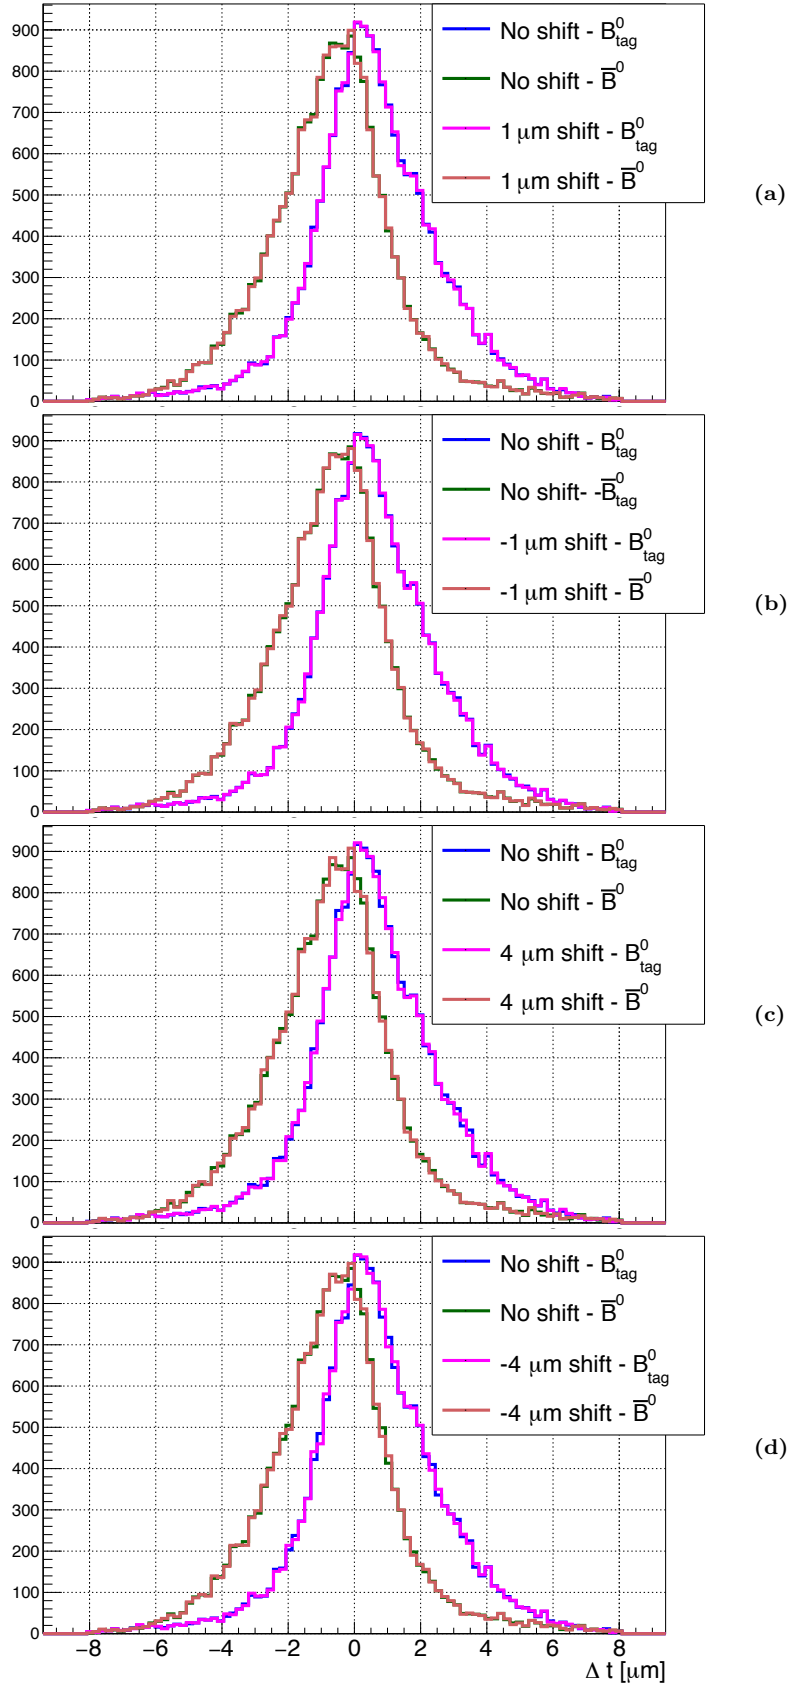 900
800
700
600
500
400
300
200
100
0
No shift - B⁰tag
No shift - B̅⁰
1 μm shift - B⁰tag
1 μm shift - B̅⁰
(a)
900
800
700
600
500
400
300
200
100
0
No shift - B⁰tag
No shift- -B̅⁰tag
-1 μm shift - B⁰tag
-1 μm shift - B̅⁰
(b)
900
800
700
600
500
400
300
200
100
0
No shift - B⁰tag
No shift - B̅⁰
4 μm shift - B⁰tag
4 μm shift - B̅⁰
(c)
900
800
700
600
500
400
300
200
100
0
No shift - B⁰tag
No shift - B̅⁰
-4 μm shift - B⁰tag
-4 μm shift - B̅⁰
(d)
−8 −6 −4 −2 0 2 4 6 8
Δ t [μm]